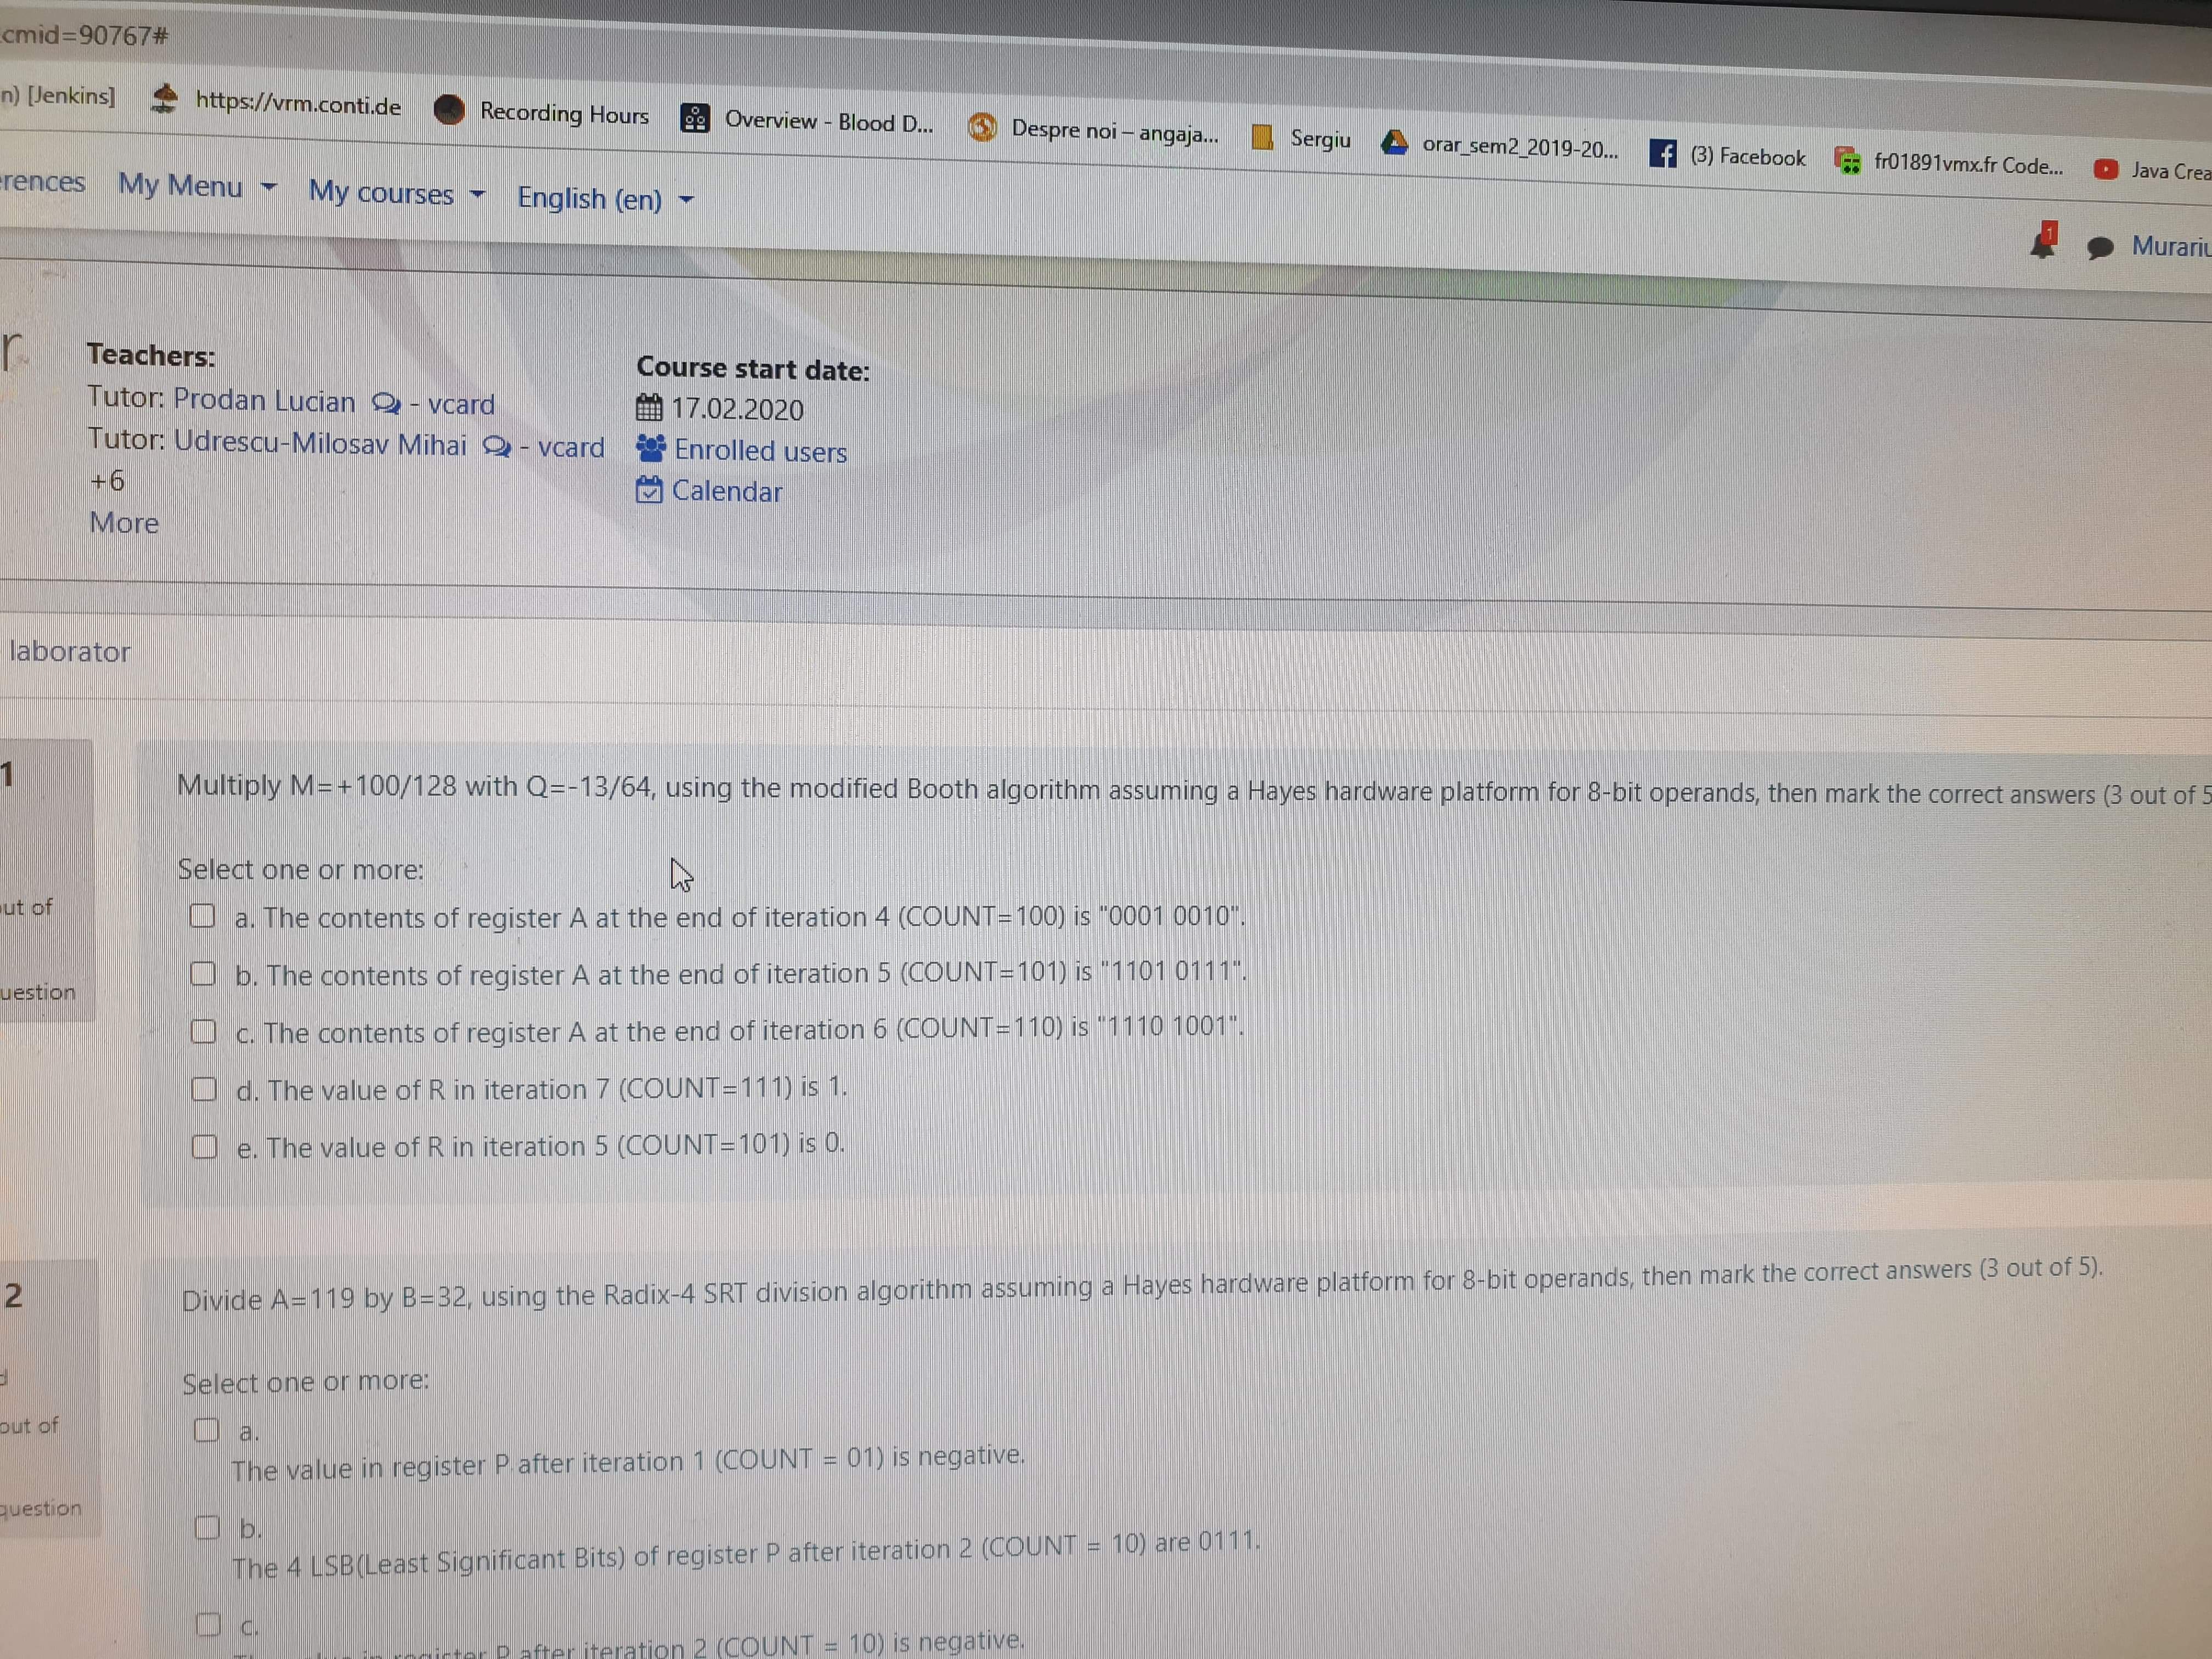 cmid=90767#
n) [Jenkins] https://vrm.conti.de Recording Hours Overview - Blood D... Despre noi – angaja... Sergiu orar_sem2_2019-20... (3) Facebook fr01891vmx.fr Code... Java Crea
rences My Menu My courses English (en)
1 Murariu
r
Teachers:
Tutor: Prodan Lucian - vcard
Tutor: Udrescu-Milosav Mihai - vcard
+6
More
Course start date:
17.02.2020
Enrolled users
Calendar
laborator
1
ut of
uestion
Multiply M=+100/128 with Q=-13/64, using the modified Booth algorithm assuming a Hayes hardware platform for 8-bit operands, then mark the correct answers (3 out of 5
Select one or more:
a. The contents of register A at the end of iteration 4 (COUNT=100) is "0001 0010".
b. The contents of register A at the end of iteration 5 (COUNT=101) is "1101 0111".
c. The contents of register A at the end of iteration 6 (COUNT=110) is "1110 1001".
d. The value of R in iteration 7 (COUNT=111) is 1.
e. The value of R in iteration 5 (COUNT=101) is 0.
2
d
out of
question
Divide A=119 by B=32, using the Radix-4 SRT division algorithm assuming a Hayes hardware platform for 8-bit operands, then mark the correct answers (3 out of 5).
Select one or more:
a.
The value in register P after iteration 1 (COUNT = 01) is negative.
b.
The 4 LSB(Least Significant Bits) of register P after iteration 2 (COUNT = 10) are 0111.
c.
in register P after iteration 2 (COUNT = 10) is negative.